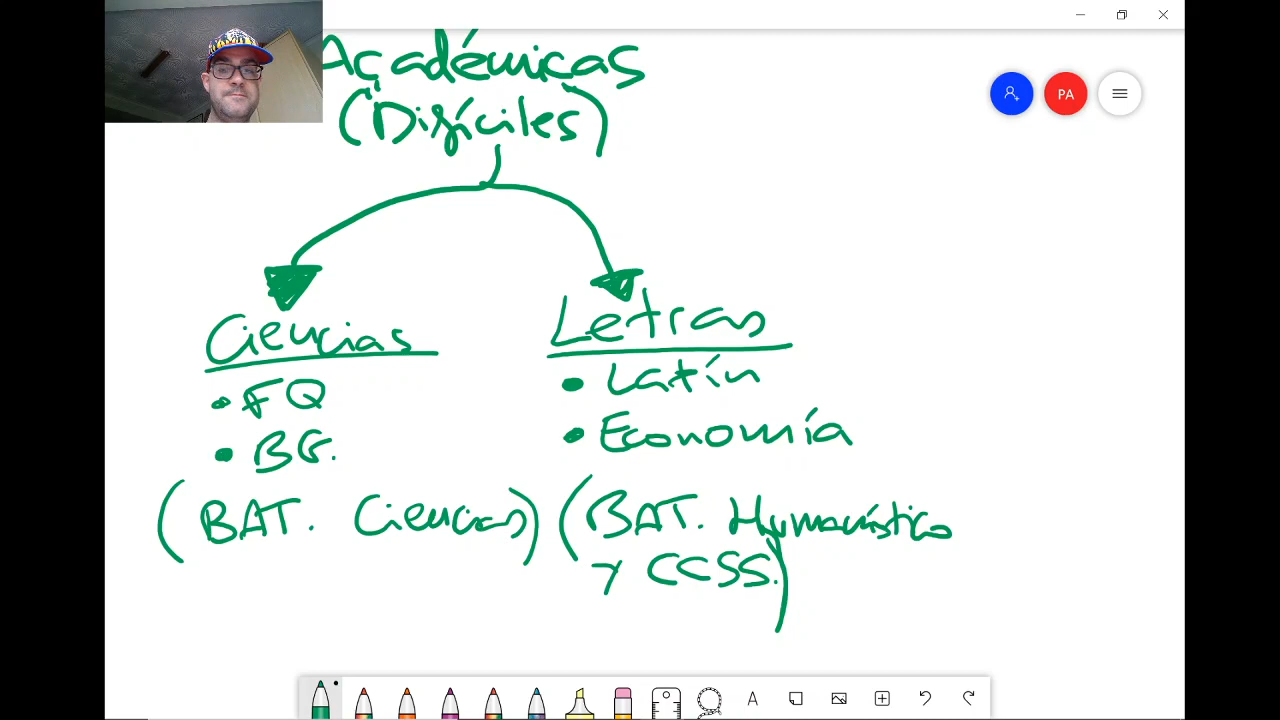 Académicas
(Difíciles)
PA
Ciencias
• FQ
• BG.
(BAT. Ciencias)
Letras
• Latín
• Economía
(BAT. Humanístico
y CCSS.)
A